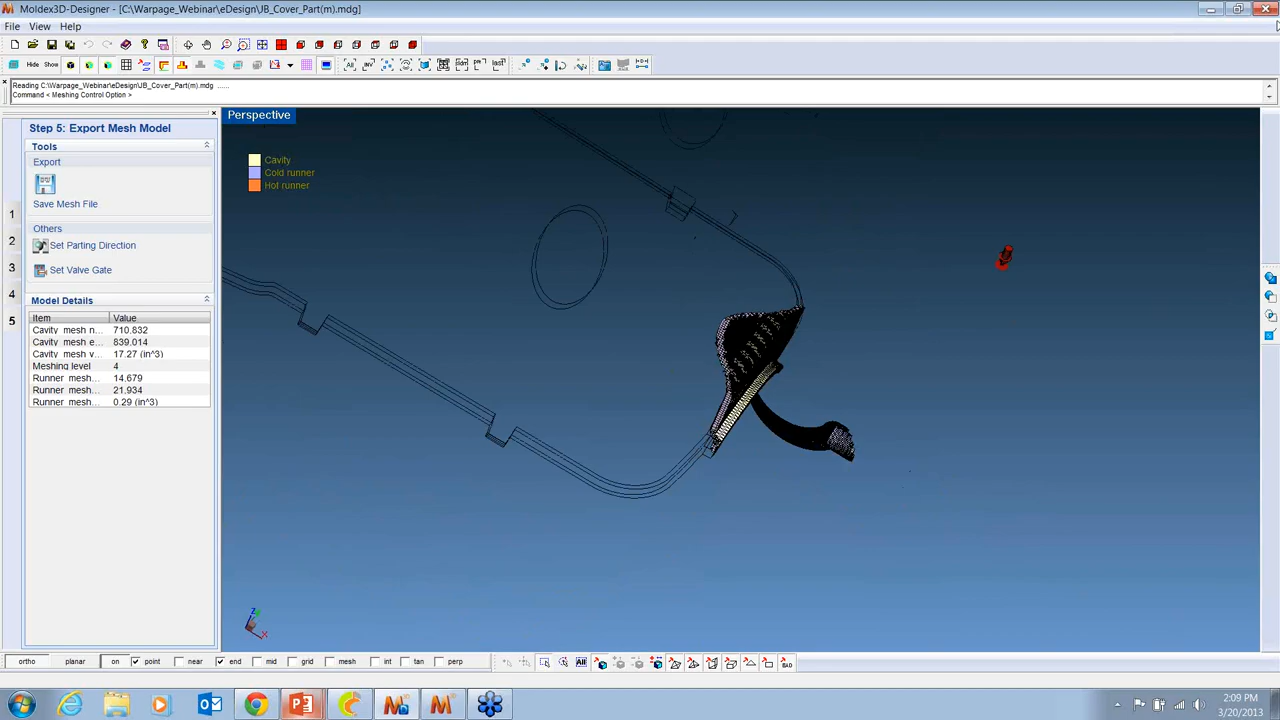 Moldex3D-Designer - [C:\Warpage_Webinar\eDesign\JB_Cover_Part(m).mdg]
File View Help
Hide Show
Reading C:\Warpage_Webinar\eDesign\JB_Cover_Part(m).mdg ......
Command < Meshing Control Option >
Step 5: Export Mesh Model
Tools
Export
Save Mesh File
Others
Set Parting Direction
Set Valve Gate
Model Details
Item Value
Cavity mesh n... 710.832
Cavity mesh e... 839.014
Cavity mesh v... 17.27 (in^3)
Meshing level 4
Runner mesh... 14.679
Runner mesh... 21.934
Runner mesh... 0.29 (in^3)
1
2
3
4
5
Perspective
Cavity
Cold runner
Hot runner
Z
X
ortho planar on point near end mid grid mesh int tan perp All
2:09 PM
3/20/2013